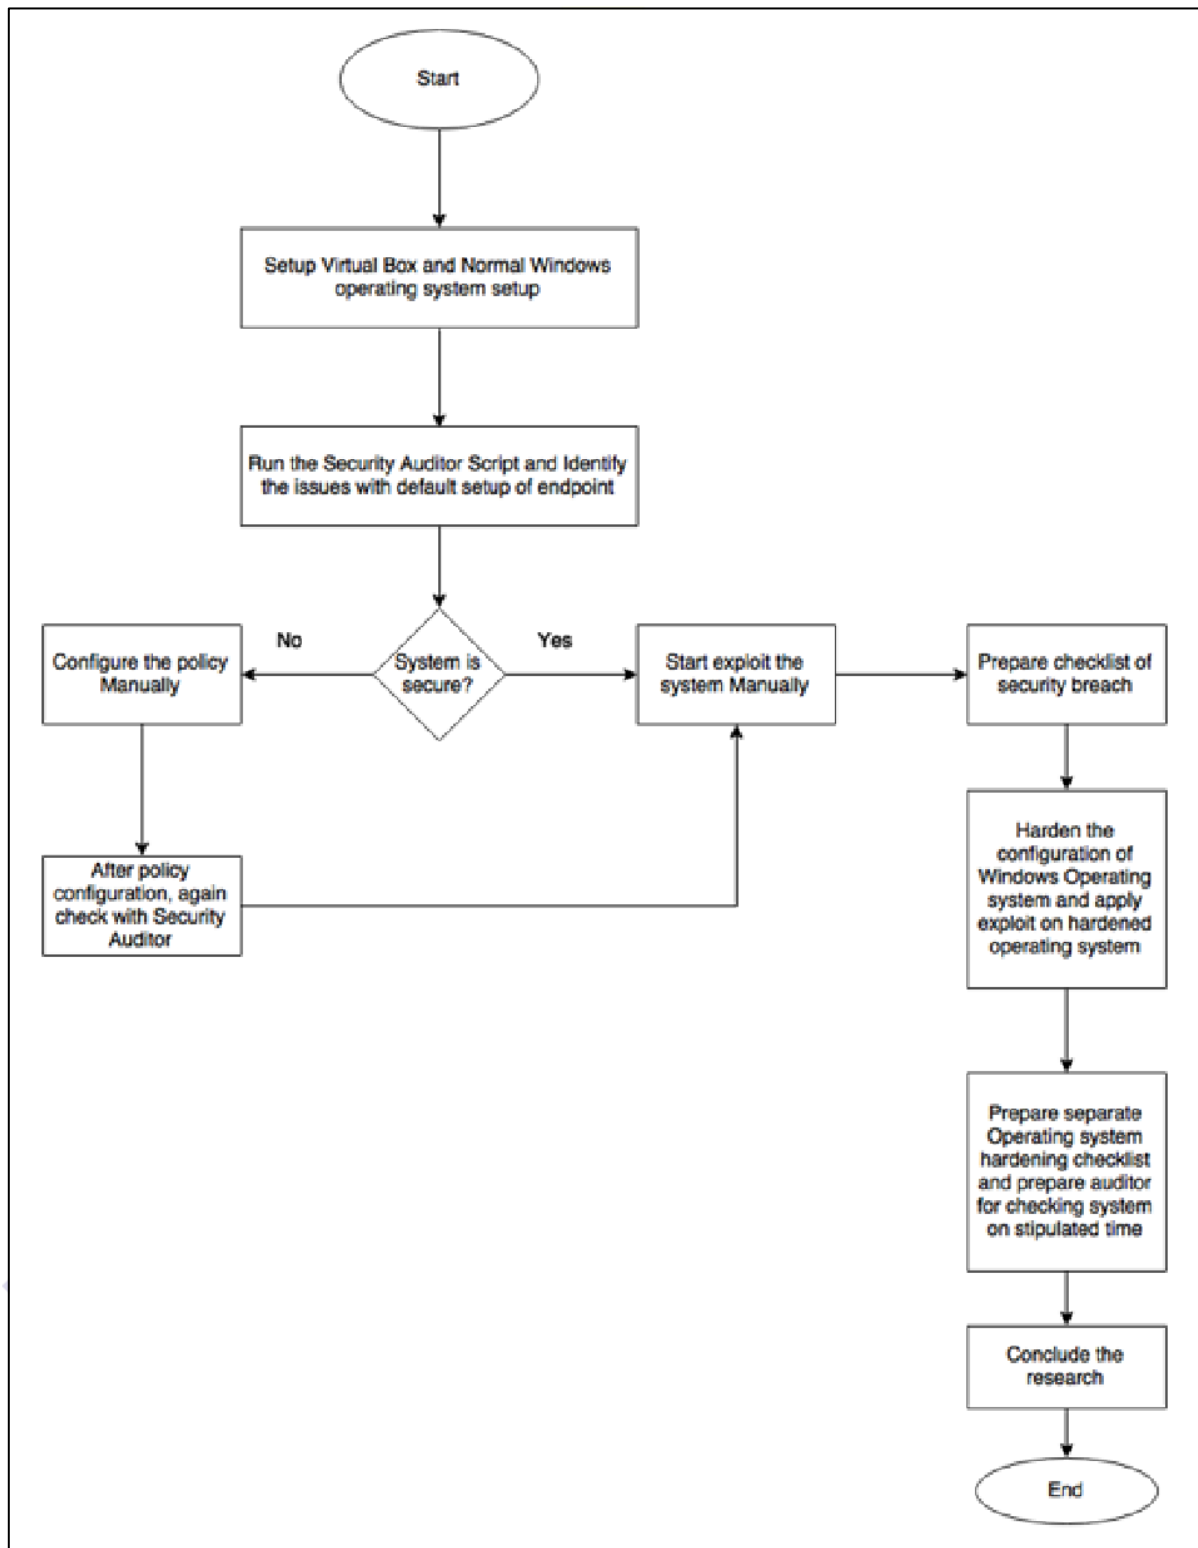 Start
Setup Virtual Box and Normal Windows
operating system setup
Run the Security Auditor Script and Identify
the issues with default setup of endpoint
No
Yes
Configure the policy
Manually
System is
secure?
Start exploit the
system Manually
Prepare checklist of
security breach
After policy
configuration, again
check with Security
Auditor
Harden the
configuration of
Windows Operating
system and apply
exploit on hardened
operating system
Prepare separate
Operating system
hardening checklist
and prepare auditor
for checking system
on stipulated time
Conclude the
research
End